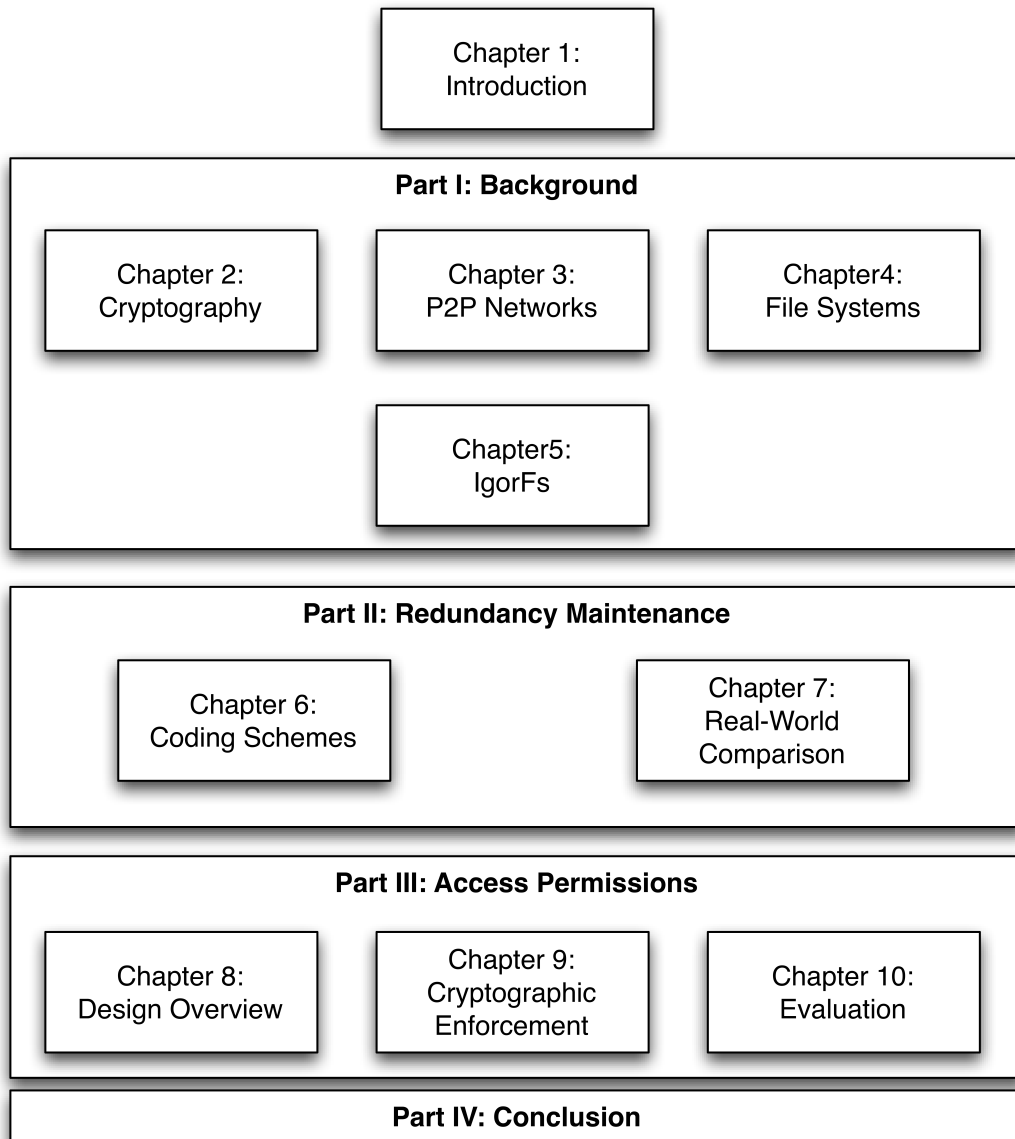 Chapter 1:
Introduction
Part I: Background
Chapter 2:
Cryptography
Chapter 3:
P2P Networks
Chapter4:
File Systems
Chapter5:
IgorFs
Part II: Redundancy Maintenance
Chapter 6:
Coding Schemes
Chapter 7:
Real-World
Comparison
Part III: Access Permissions
Chapter 8:
Design Overview
Chapter 9:
Cryptographic
Enforcement
Chapter 10:
Evaluation
Part IV: Conclusion